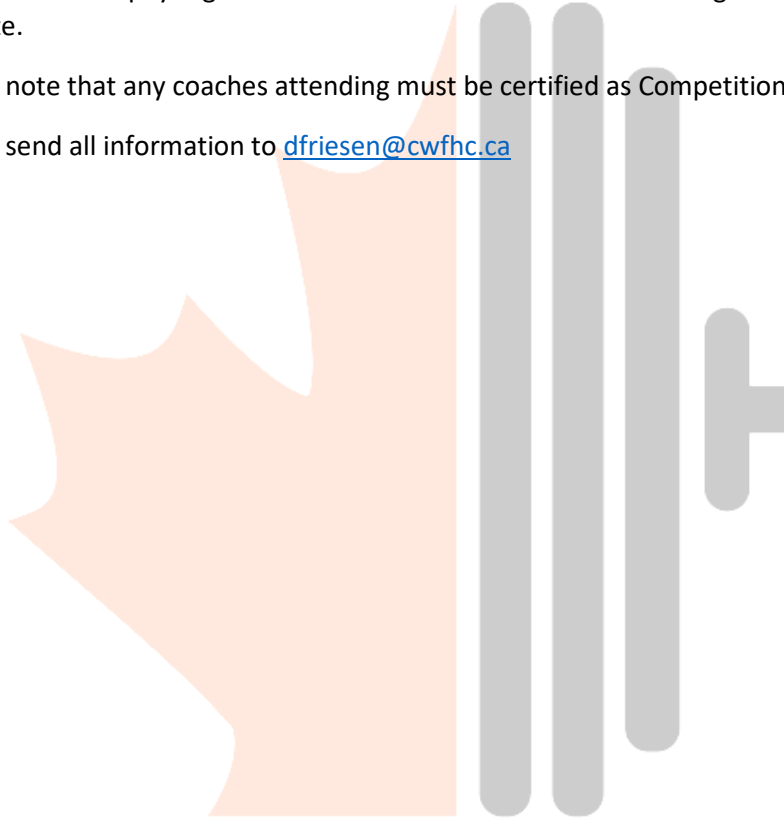 e.
note that any coaches attending must be certified as Competition
send all information to dfriesen@cwfhc.ca